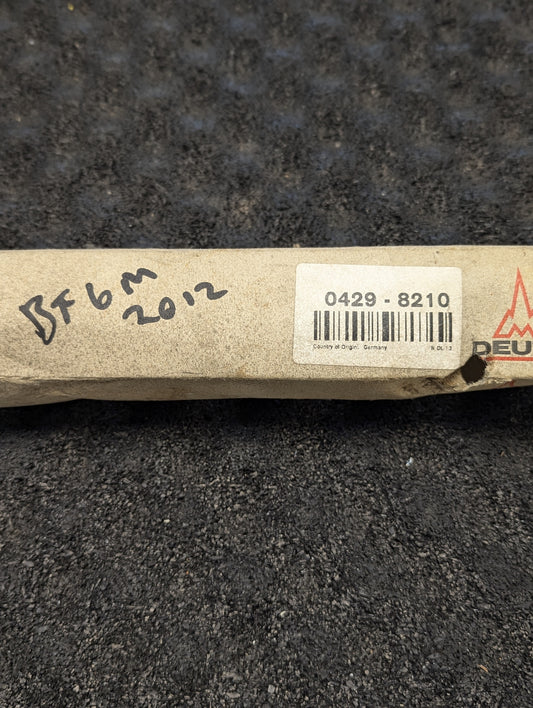 BF6M
2012
0429 - 8210
Country of Origin: Germany
DEU